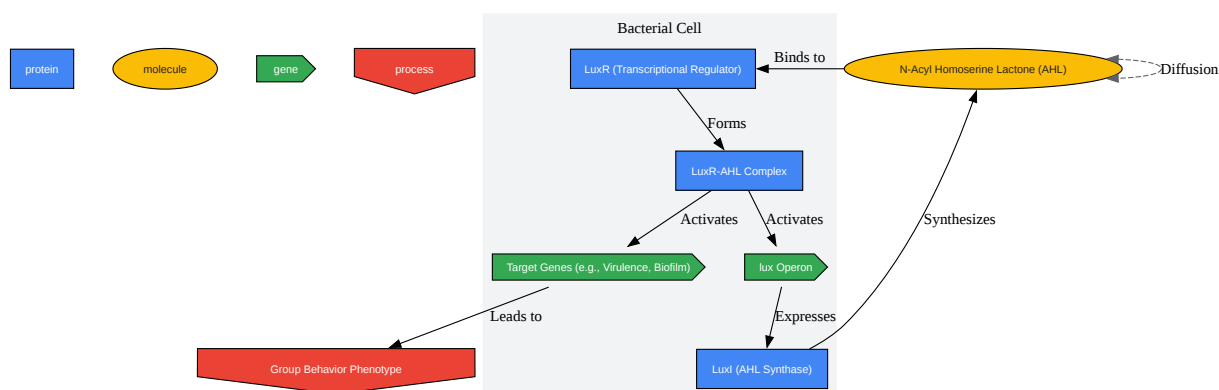 Bacterial Cell
protein
molecule
gene
process
LuxR (Transcriptional Regulator)
Binds to
N-Acyl Homoserine Lactone (AHL)
Diffusion
Forms
LuxR-AHL Complex
Activates
Activates
Synthesizes
Target Genes (e.g., Virulence, Biofilm)
lux Operon
Leads to
Expresses
Group Behavior Phenotype
LuxI (AHL Synthase)